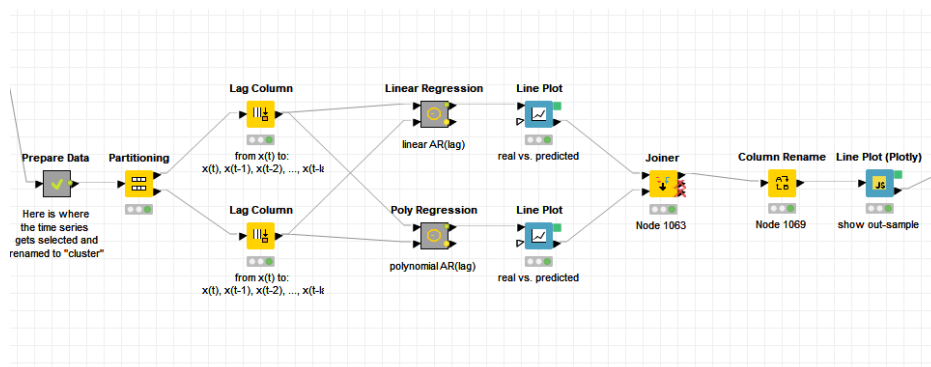 Lag Column
from x(t) to:
x(t), x(t-1), x(t-2), ..., x(t-la
Linear Regression
linear AR(lag)
Line Plot
real vs. predicted
Prepare Data
Here is where
the time series
gets selected and
renamed to "cluster"
Partitioning
Lag Column
from x(t) to:
x(t), x(t-1), x(t-2), ..., x(t-la
Poly Regression
polynomial AR(lag)
Line Plot
real vs. predicted
Joiner
Node 1063
Column Rename
Node 1069
Line Plot (Plotly)
JS
show out-sample